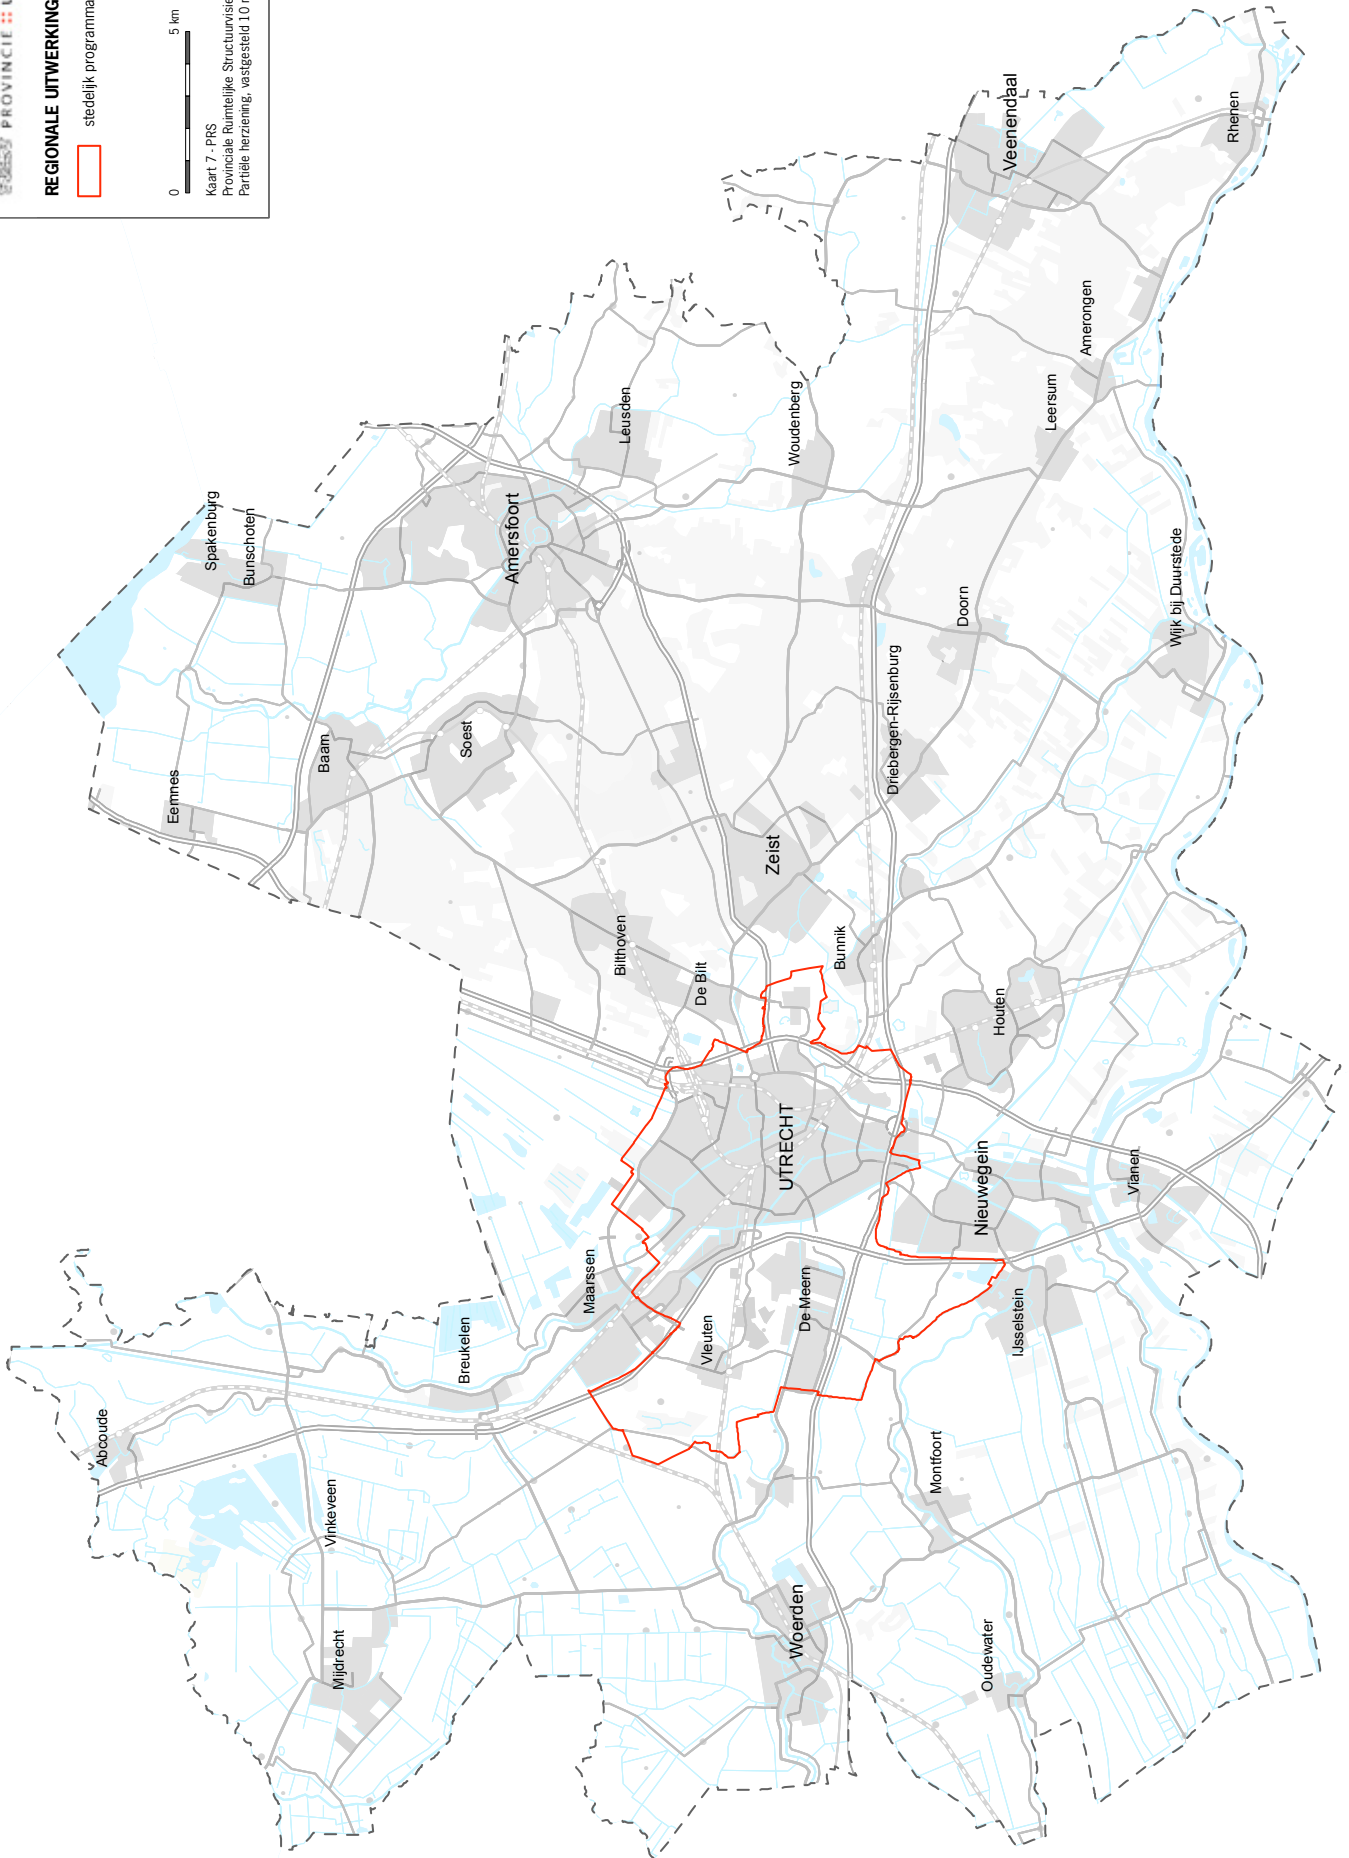 PROVINCIE :: U
REGIONALE UITWERKING
stedelijk programma
0
5 km
Kaart 7 - PRS
Provinciale Ruimtelijke Structuurvisie
Partiële herziening, vastgesteld 10
Abcoude
Vinkeveen
Mijdrecht
Breukelen
Maarssen
Vleuten
De Meern
Woerden
Montfoort
Oudewater
IJsselstein
Nieuwegein
Vianen
UTRECHT
Houten
Bunnik
De Bilt
Bilthoven
Zeist
Driebergen-Rijsenburg
Doorn
Wijk bij Duurstede
Eemnes
Baarn
Soest
Spakenburg
Bunschoten
Amersfoort
Leusden
Woudenberg
Leersum
Amerongen
Veenendaal
Rhenen